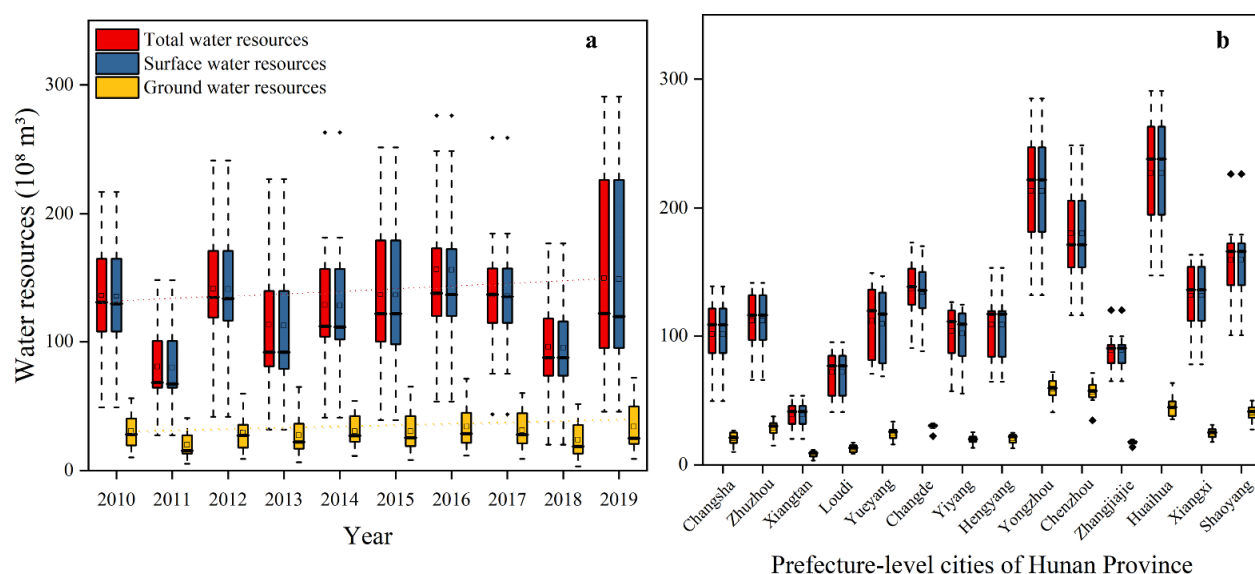 Total water resources
Surface water resources
Ground water resources
a
300
200
100
0
Water resources (10⁸ m³)
2010 2011 2012 2013 2014 2015 2016 2017 2018 2019
Year
b
300
200
100
0
Changsha Zhuzhou Xiangtan Loudi Yueyang Changde Yiyang Hengyang Yongzhou Chenzhou Zhangjiajie Huaihua Xiangxi Shaoyang
Prefecture-level cities of Hunan Province